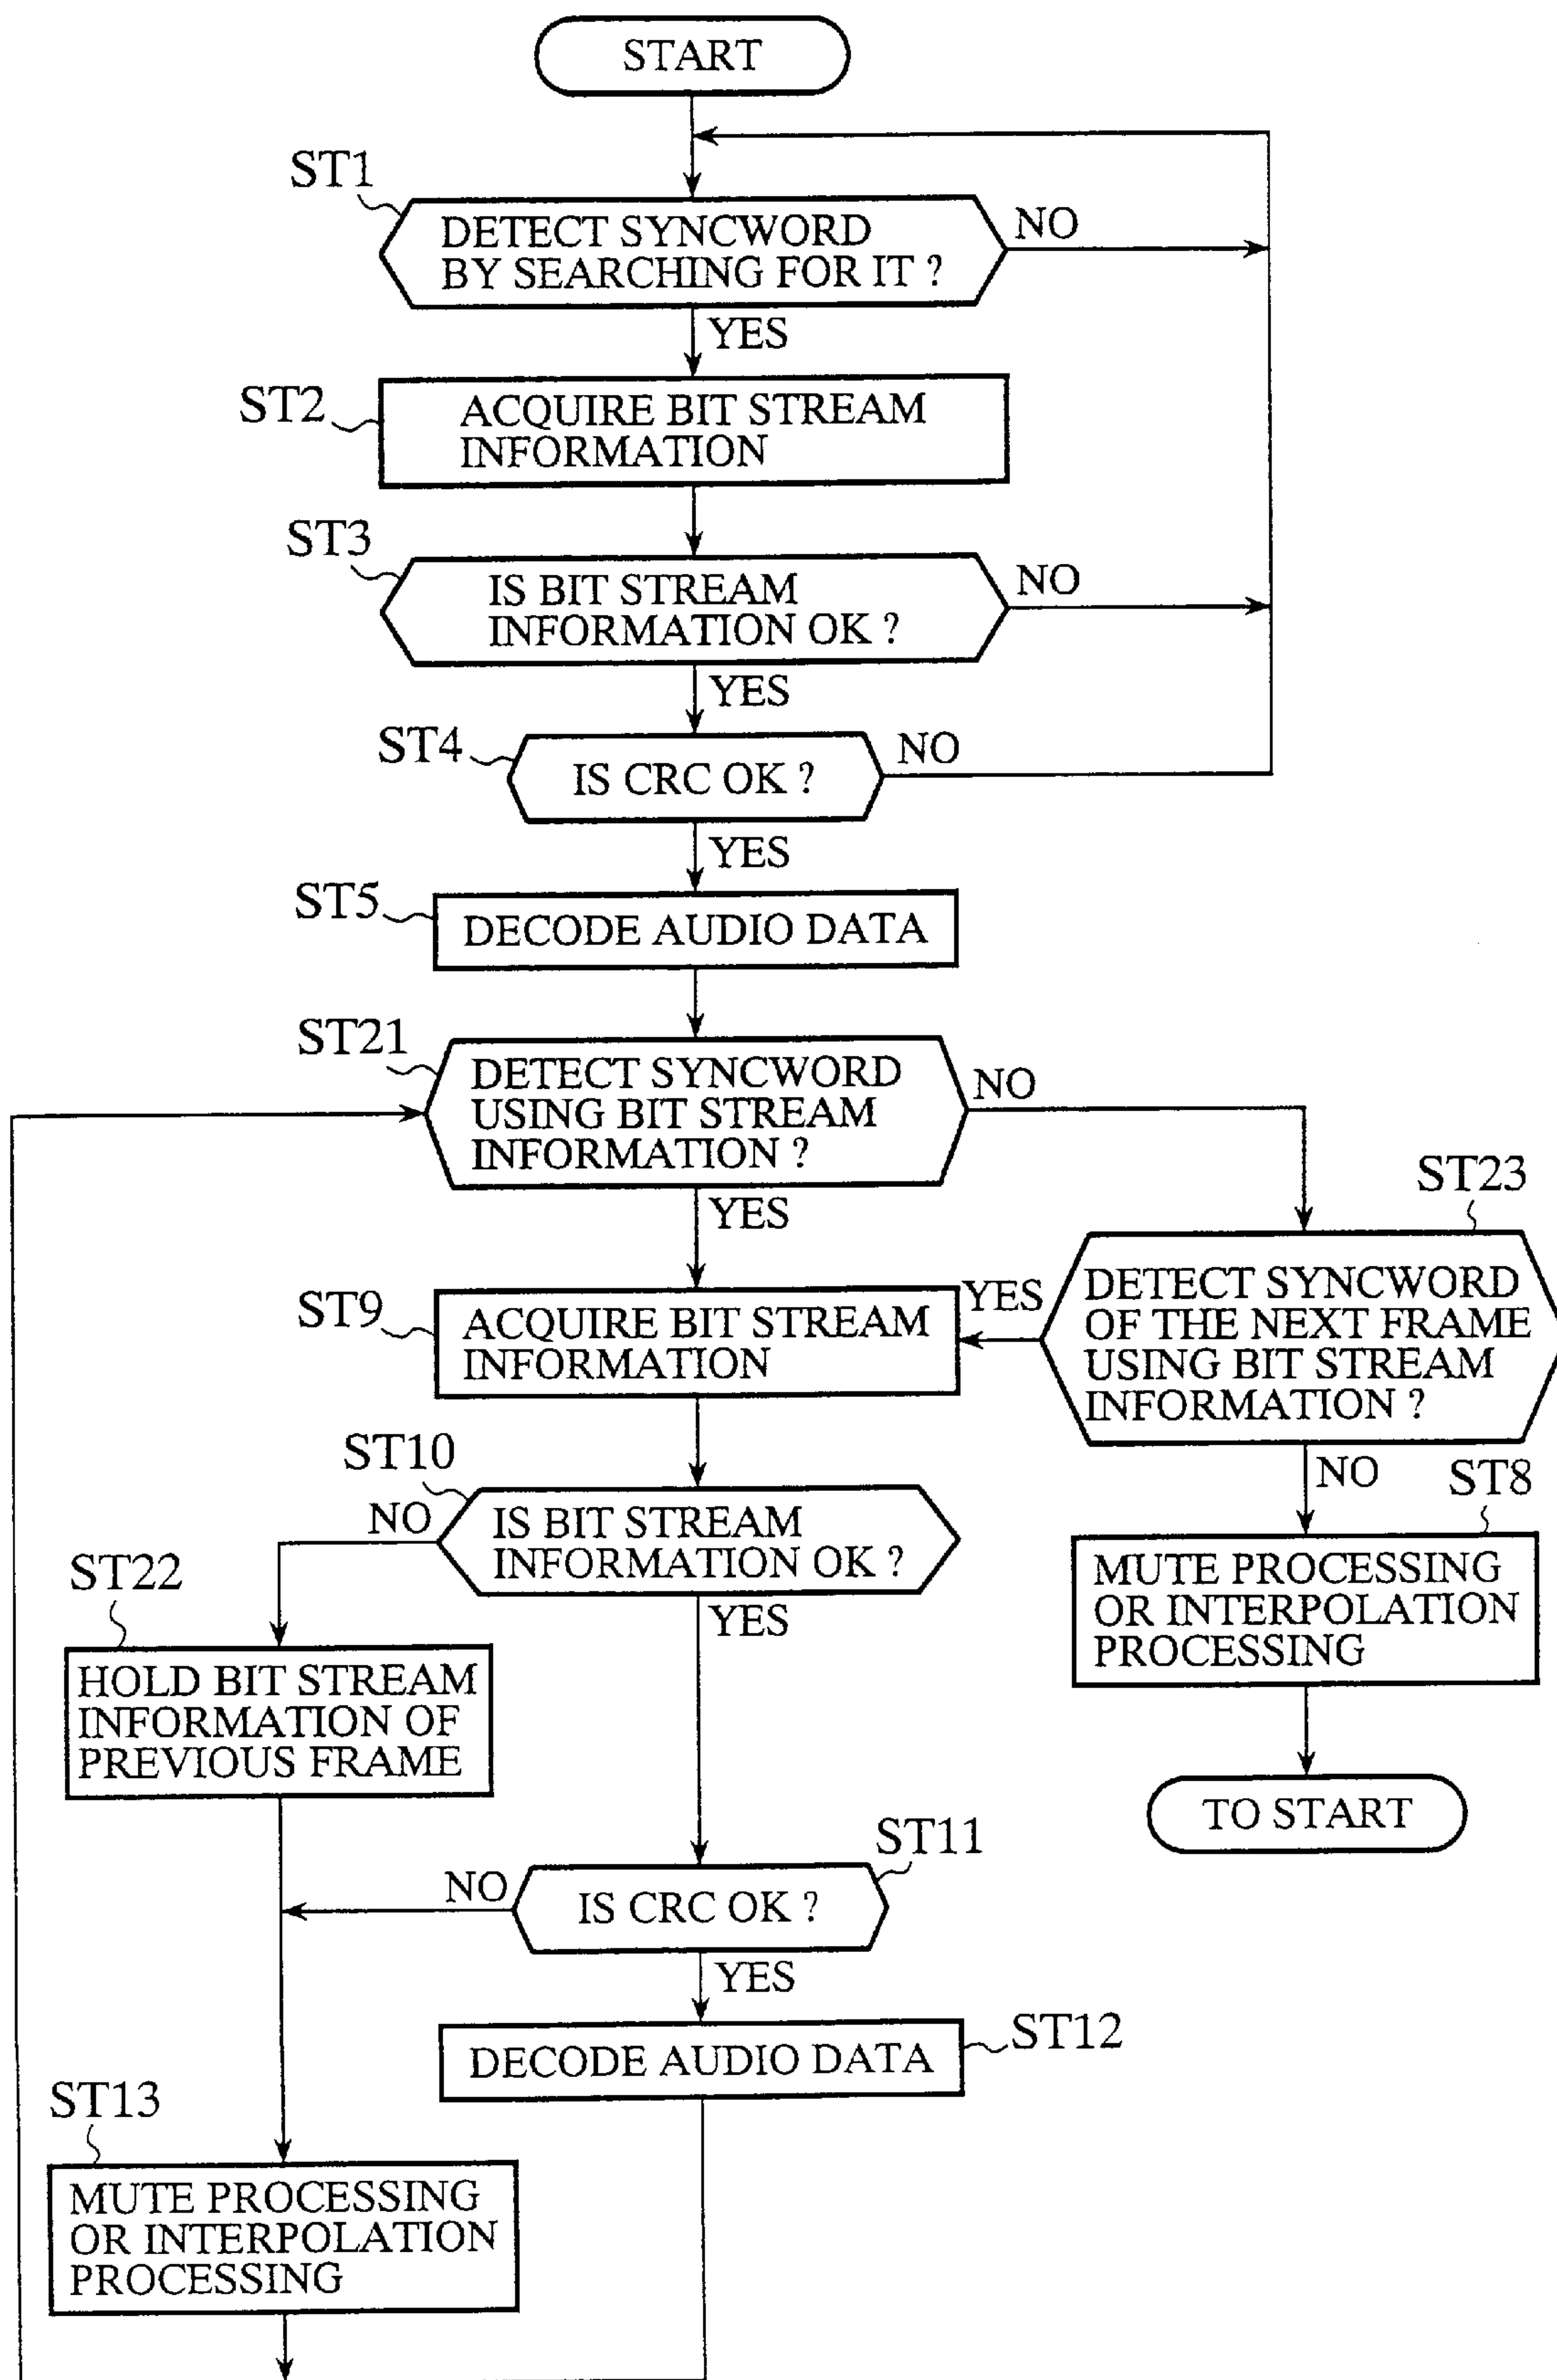 START
ST1
DETECT SYNCWORD
BY SEARCHING FOR IT ?
NO
YES
ST2
ACQUIRE BIT STREAM
INFORMATION
ST3
IS BIT STREAM
INFORMATION OK ?
NO
YES
ST4
IS CRC OK ?
NO
YES
ST5
DECODE AUDIO DATA
ST21
DETECT SYNCWORD
USING BIT STREAM
INFORMATION ?
NO
YES
ST23
DETECT SYNCWORD
OF THE NEXT FRAME
USING BIT STREAM
INFORMATION ?
YES
NO
ST9
ACQUIRE BIT STREAM
INFORMATION
ST10
IS BIT STREAM
INFORMATION OK ?
NO
YES
ST8
MUTE PROCESSING
OR INTERPOLATION
PROCESSING
TO START
ST22
HOLD BIT STREAM
INFORMATION OF
PREVIOUS FRAME
ST11
IS CRC OK ?
NO
YES
ST12
DECODE AUDIO DATA
ST13
MUTE PROCESSING
OR INTERPOLATION
PROCESSING